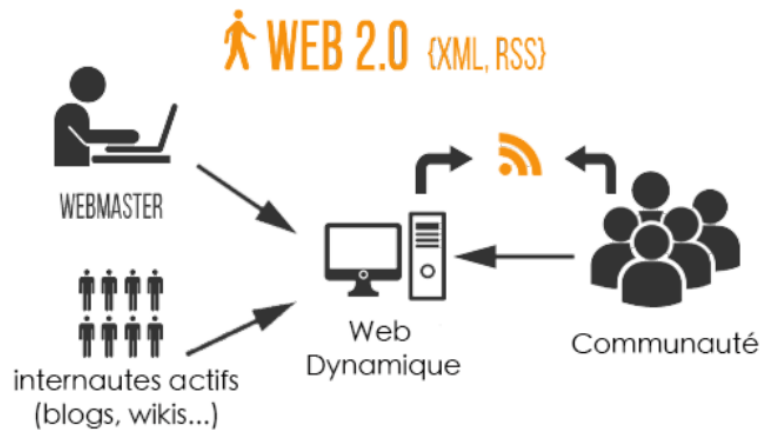 WEB 2.0 {XML, RSS}
WEBMASTER
internautes actifs
(blogs, wikis...)
Web
Dynamique
Communauté